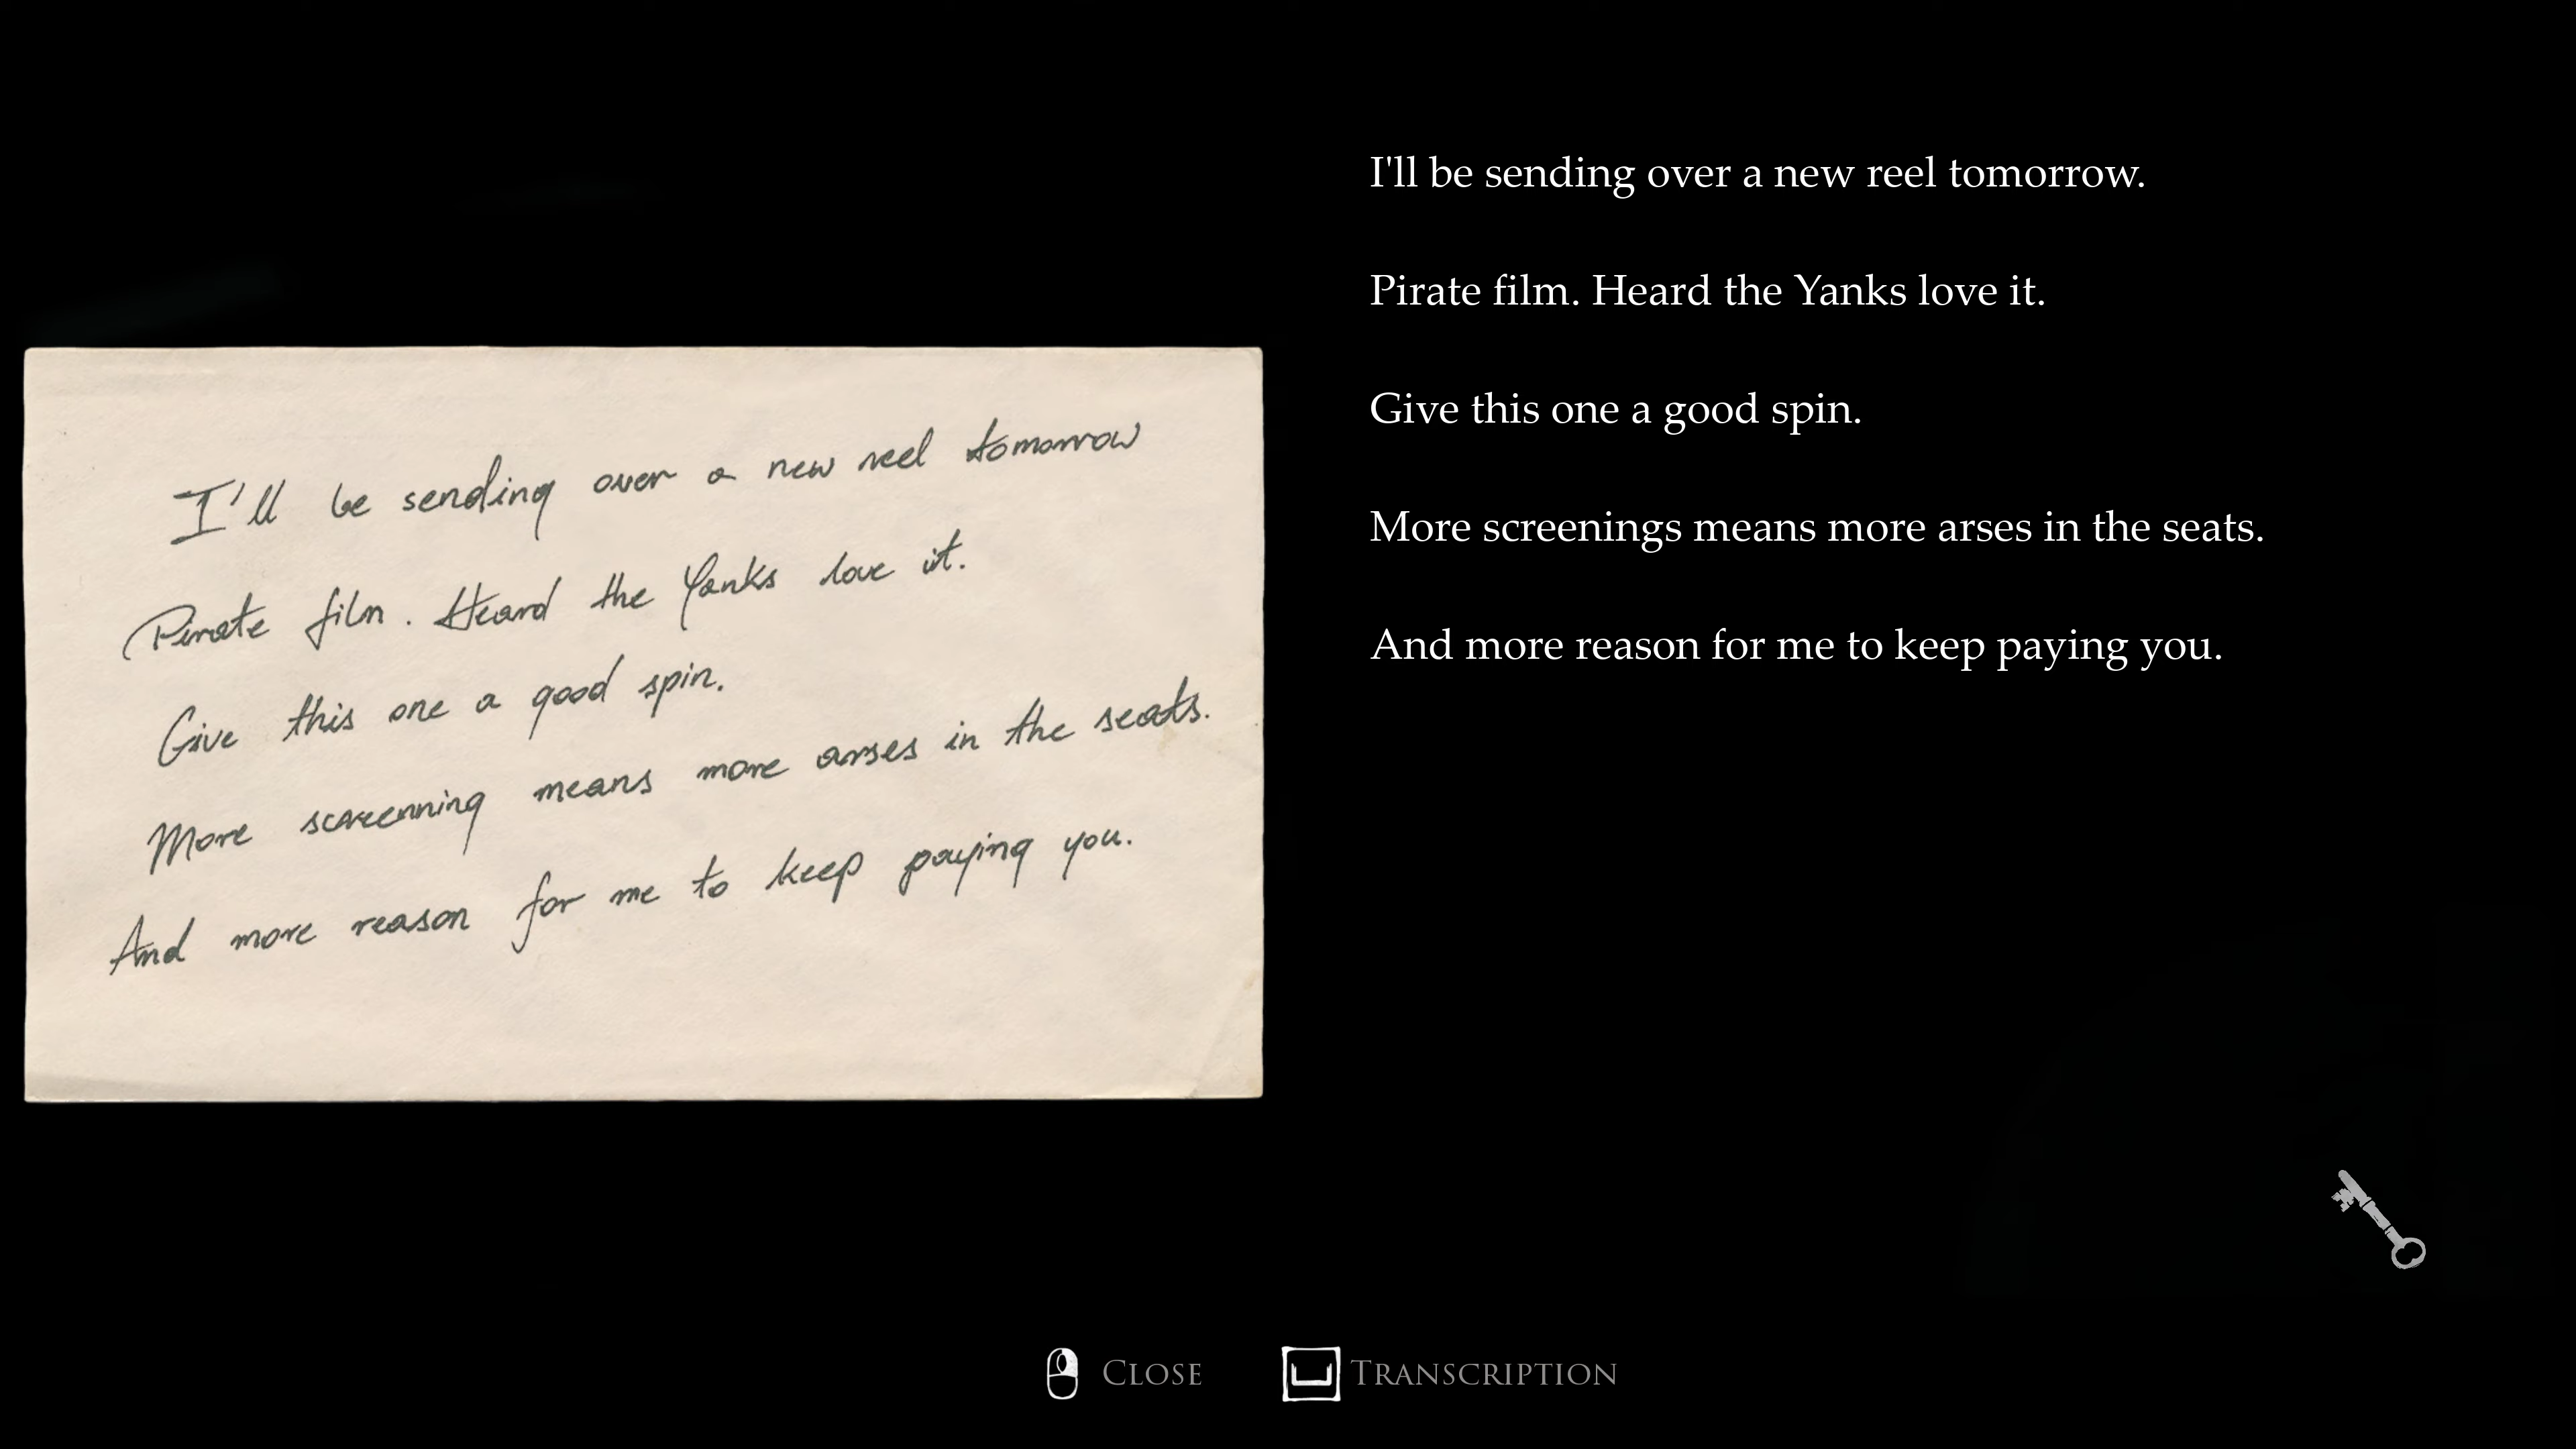 I'll be sending over a new reel tomorrow
Pirate film. Heard the Yanks love it.
Give this one a good spin.
More screenning means more arses in the seats.
And more reason for me to keep paying you.
I'll be sending over a new reel tomorrow.
Pirate film. Heard the Yanks love it.
Give this one a good spin.
More screenings means more arses in the seats.
And more reason for me to keep paying you.
CLOSE TRANSCRIPTION